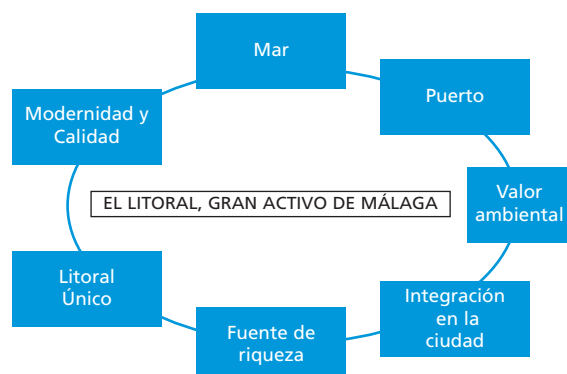 Mar
Puerto
Valor
ambiental
Integración
en la
ciudad
Fuente de
riqueza
Litoral
Único
Modernidad y
Calidad
EL LITORAL, GRAN ACTIVO DE MÁLAGA